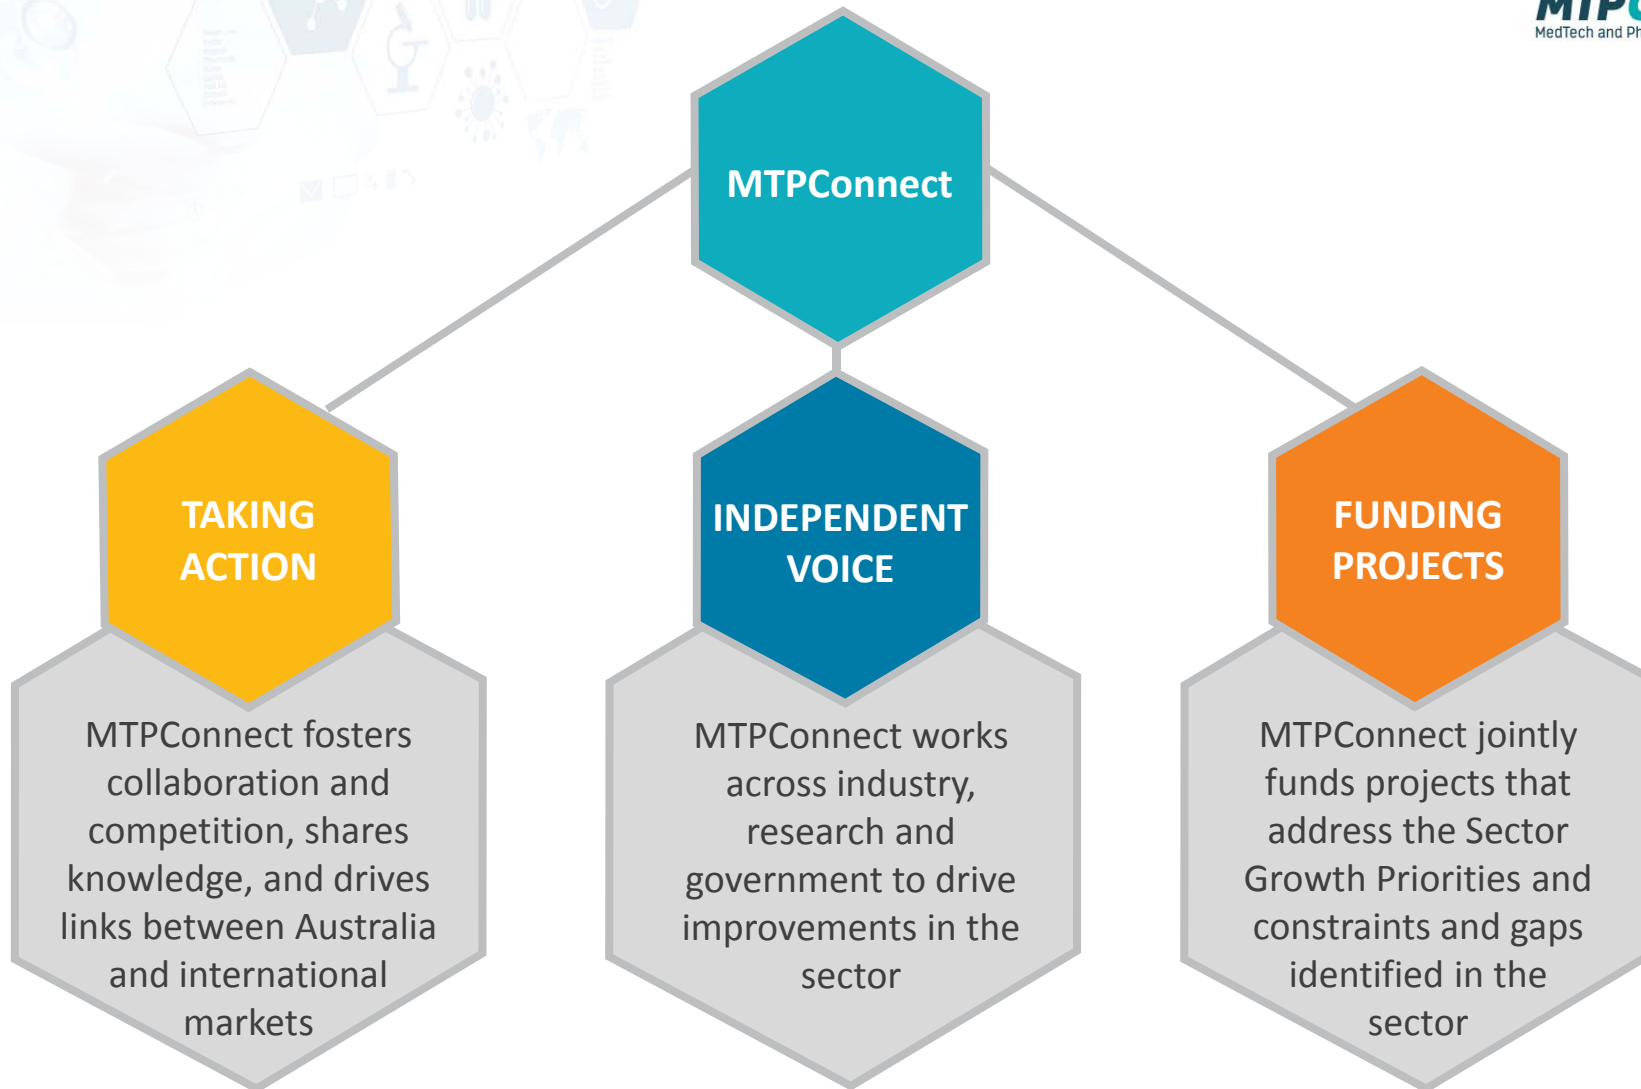 MedTech and
MTPConnect
TAKING
ACTION
INDEPENDENT
VOICE
FUNDING
PROJECTS
MTPConnect fosters
collaboration and
competition, shares
knowledge, and drives
links between Australia
and international
markets
MTPConnect works
across industry,
research and
government to drive
improvements in the
sector
MTPConnect jointly
funds projects that
address the Sector
Growth Priorities and
constraints and gaps
identified in the
sector